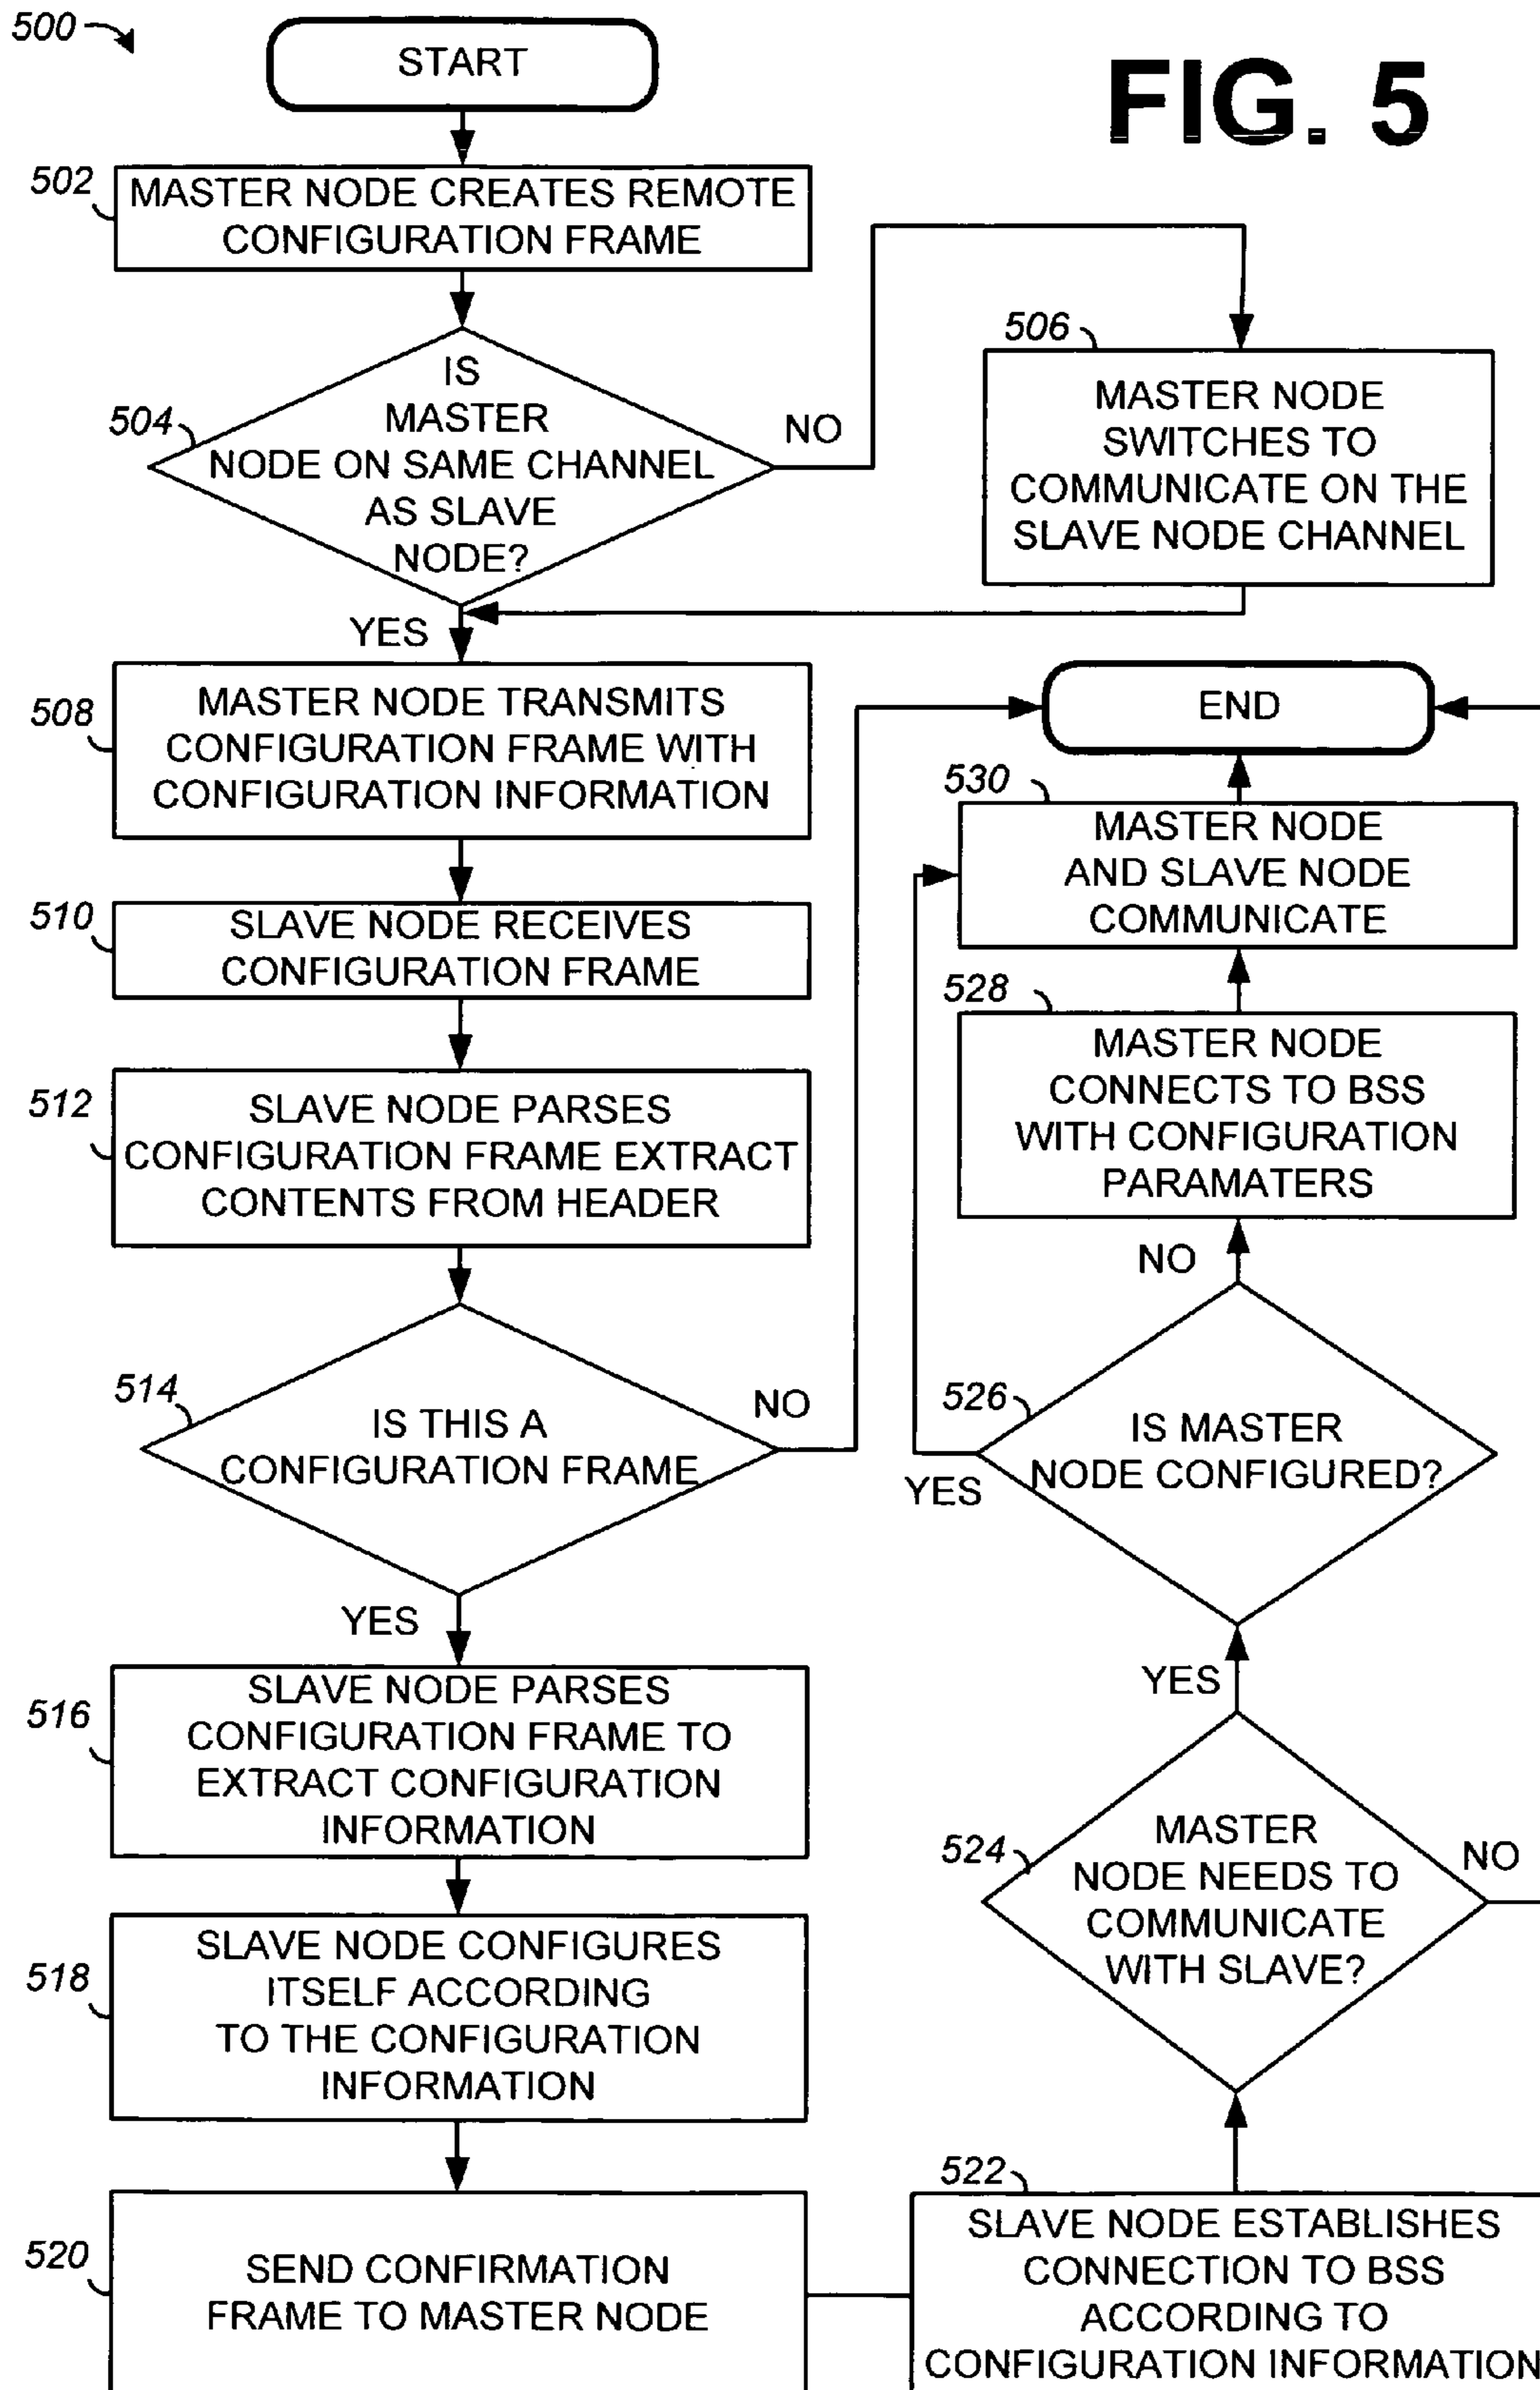 500
START
FIG. 5
502
MASTER NODE CREATES REMOTE
CONFIGURATION FRAME
504
IS
MASTER
NODE ON SAME CHANNEL
AS SLAVE
NODE?
NO
506
MASTER NODE
SWITCHES TO
COMMUNICATE ON THE
SLAVE NODE CHANNEL
YES
508
MASTER NODE TRANSMITS
CONFIGURATION FRAME WITH
CONFIGURATION INFORMATION
510
SLAVE NODE RECEIVES
CONFIGURATION FRAME
512
SLAVE NODE PARSES
CONFIGURATION FRAME EXTRACT
CONTENTS FROM HEADER
514
IS THIS A
CONFIGURATION FRAME
NO
YES
516
SLAVE NODE PARSES
CONFIGURATION FRAME TO
EXTRACT CONFIGURATION
INFORMATION
518
SLAVE NODE CONFIGURES
ITSELF ACCORDING
TO THE CONFIGURATION
INFORMATION
520
SEND CONFIRMATION
FRAME TO MASTER NODE
END
530
MASTER NODE
AND SLAVE NODE
COMMUNICATE
528
MASTER NODE
CONNECTS TO BSS
WITH CONFIGURATION
PARAMATERS
NO
526
IS MASTER
NODE CONFIGURED?
YES
YES
524
MASTER
NODE NEEDS TO
COMMUNICATE
WITH SLAVE?
NO
522
SLAVE NODE ESTABLISHES
CONNECTION TO BSS
ACCORDING TO
CONFIGURATION INFORMATION